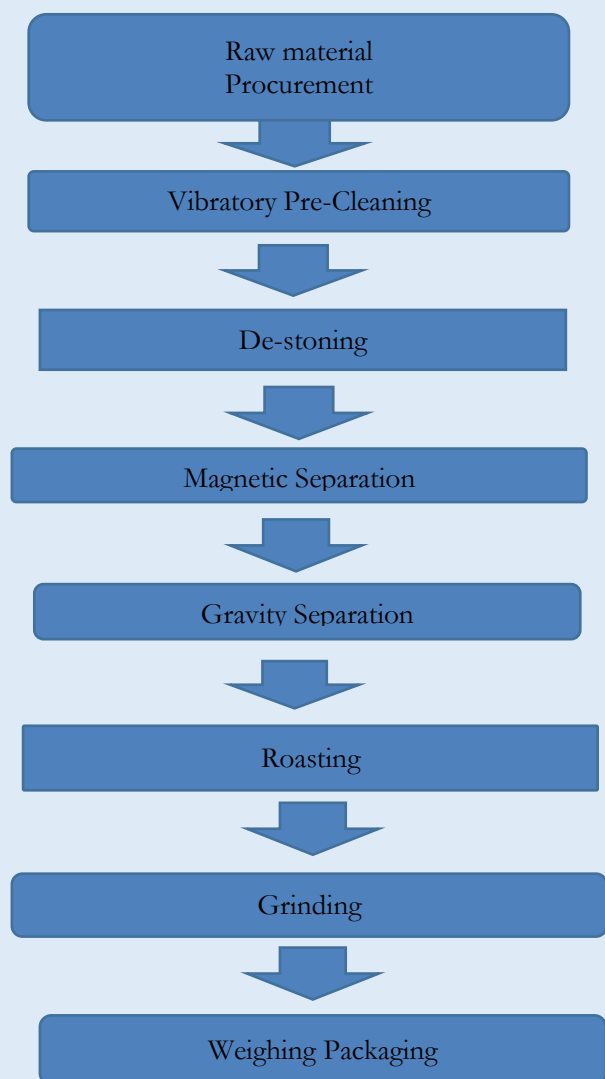 Raw material
Procurement
Vibratory Pre-Cleaning
De-stoning
Magnetic Separation
Gravity Separation
Roasting
Grinding
Weighing Packaging